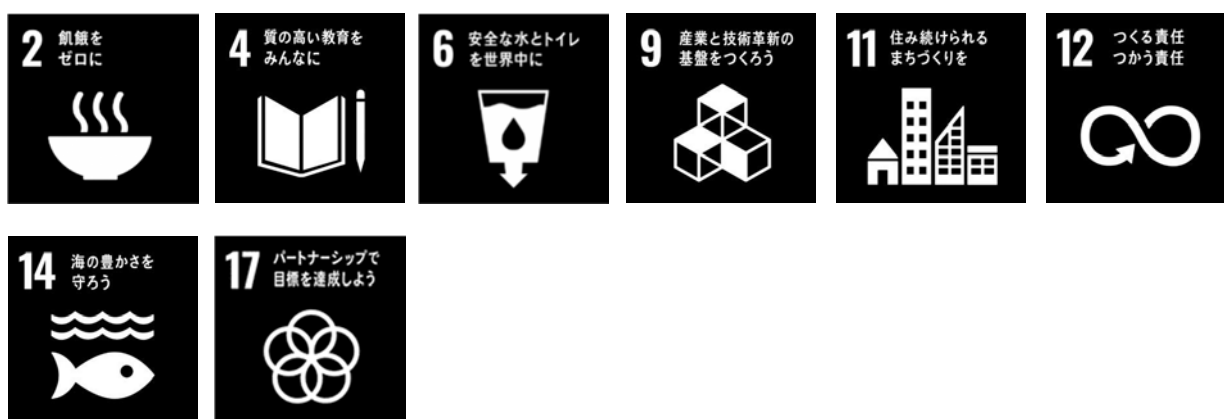 2 飢餓を
ゼロに
4 質の高い教育を
みんなに
6 安全な水とトイレ
を世界中に
9 産業と技術革新の
基盤をつくろう
11 住み続けられる
まちづくりを
12 つくる責任
つかう責任
14 海の豊かさを
守ろう
17 パートナーシップで
目標を達成しよう